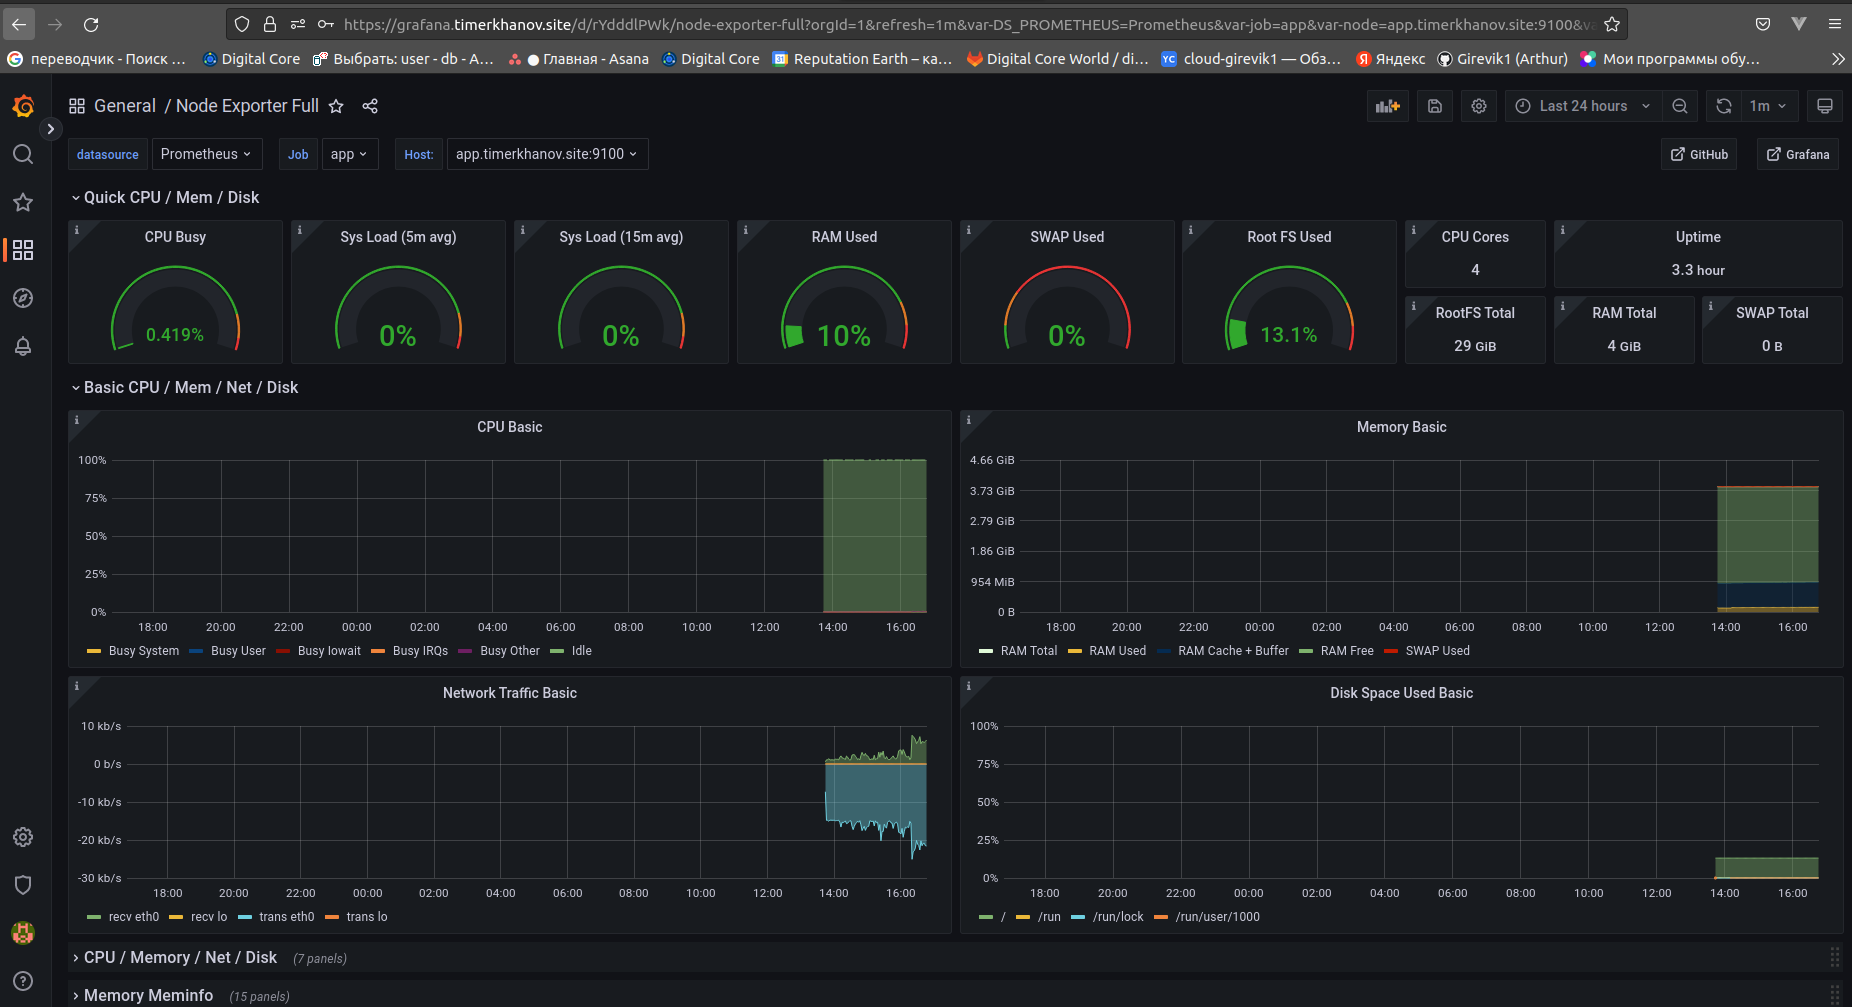 https://grafana.timerkhanov.site/d/rYdddlPWk/node-exporter-full?orgId=1&refresh=1m&var-DS_PROMETHEUS=Prometheus&var-job=app&var-node=app.timerkhanov.site:9100&v
переводчик - Поиск … Digital Core Выбрать: user - db - A… Главная - Asana Digital Core 31 Reputation Earth – ка… Digital Core World / di… YC cloud-girevik1 — Обз… Я Яндекс Girevik1 (Arthur) Мои программы обу…
General / Node Exporter Full
Last 24 hours 1m
datasource Prometheus Job app Host: app.timerkhanov.site:9100 GitHub Grafana
Quick CPU / Mem / Disk
CPU Busy Sys Load (5m avg) Sys Load (15m avg) RAM Used SWAP Used Root FS Used CPU Cores Uptime
4 3.3 hour
RootFS Total RAM Total SWAP Total
0.419% 0% 0% 10% 0% 13.1% 29 GiB 4 GiB 0 B
Basic CPU / Mem / Net / Disk
CPU Basic
100%
75%
50%
25%
0%
18:00 20:00 22:00 00:00 02:00 04:00 06:00 08:00 10:00 12:00 14:00 16:00
Busy System Busy User Busy Iowait Busy IRQs Busy Other Idle
Memory Basic
4.66 GiB
3.73 GiB
2.79 GiB
1.86 GiB
954 MiB
0 B
18:00 20:00 22:00 00:00 02:00 04:00 06:00 08:00 10:00 12:00 14:00 16:00
RAM Total RAM Used RAM Cache + Buffer RAM Free SWAP Used
Network Traffic Basic
10 kb/s
0 b/s
-10 kb/s
-20 kb/s
-30 kb/s
18:00 20:00 22:00 00:00 02:00 04:00 06:00 08:00 10:00 12:00 14:00 16:00
recv eth0 recv lo trans eth0 trans lo
Disk Space Used Basic
100%
75%
50%
25%
0%
18:00 20:00 22:00 00:00 02:00 04:00 06:00 08:00 10:00 12:00 14:00 16:00
/ /run /run/lock /run/user/1000
CPU / Memory / Net / Disk (7 panels)
Memory Meminfo (15 panels)